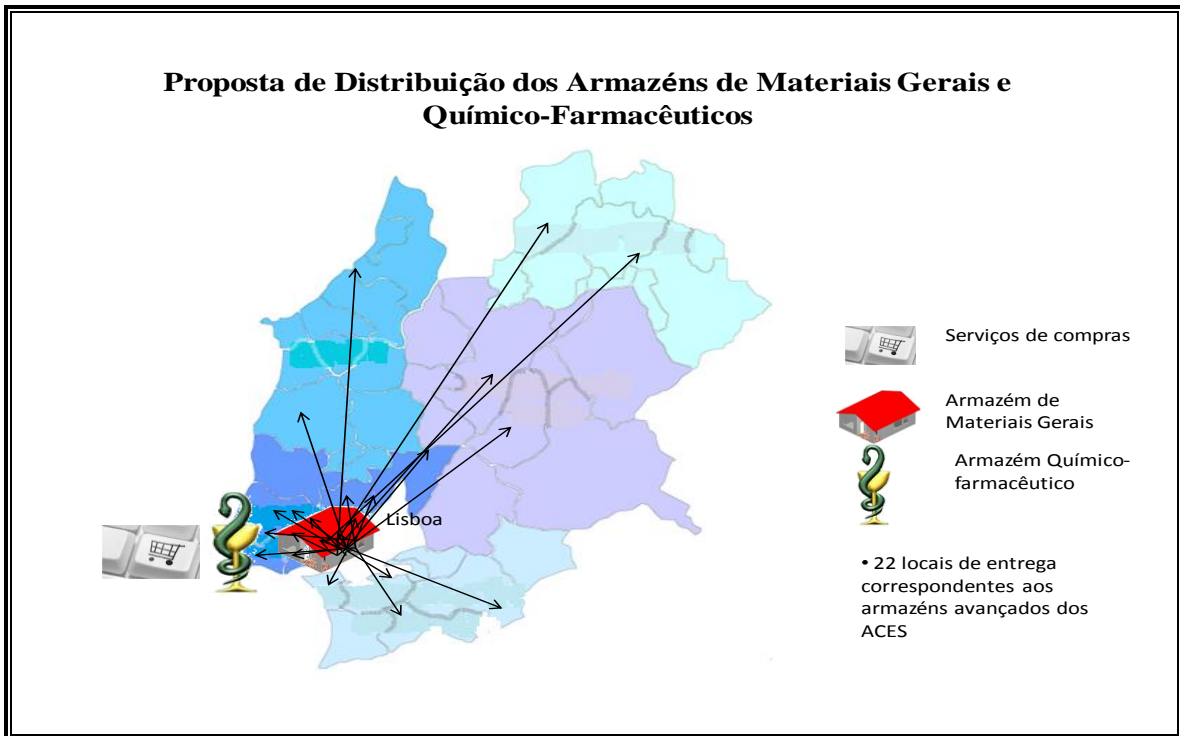 Proposta de Distribuição dos Armazéns de Materiais Gerais e
Químico-Farmacêuticos
Lisboa
Serviços de compras
Armazém de
Materiais Gerais
Armazém Químico-
farmacêutico
• 22 locais de entrega
correspondentes aos
armazéns avançados dos
ACES